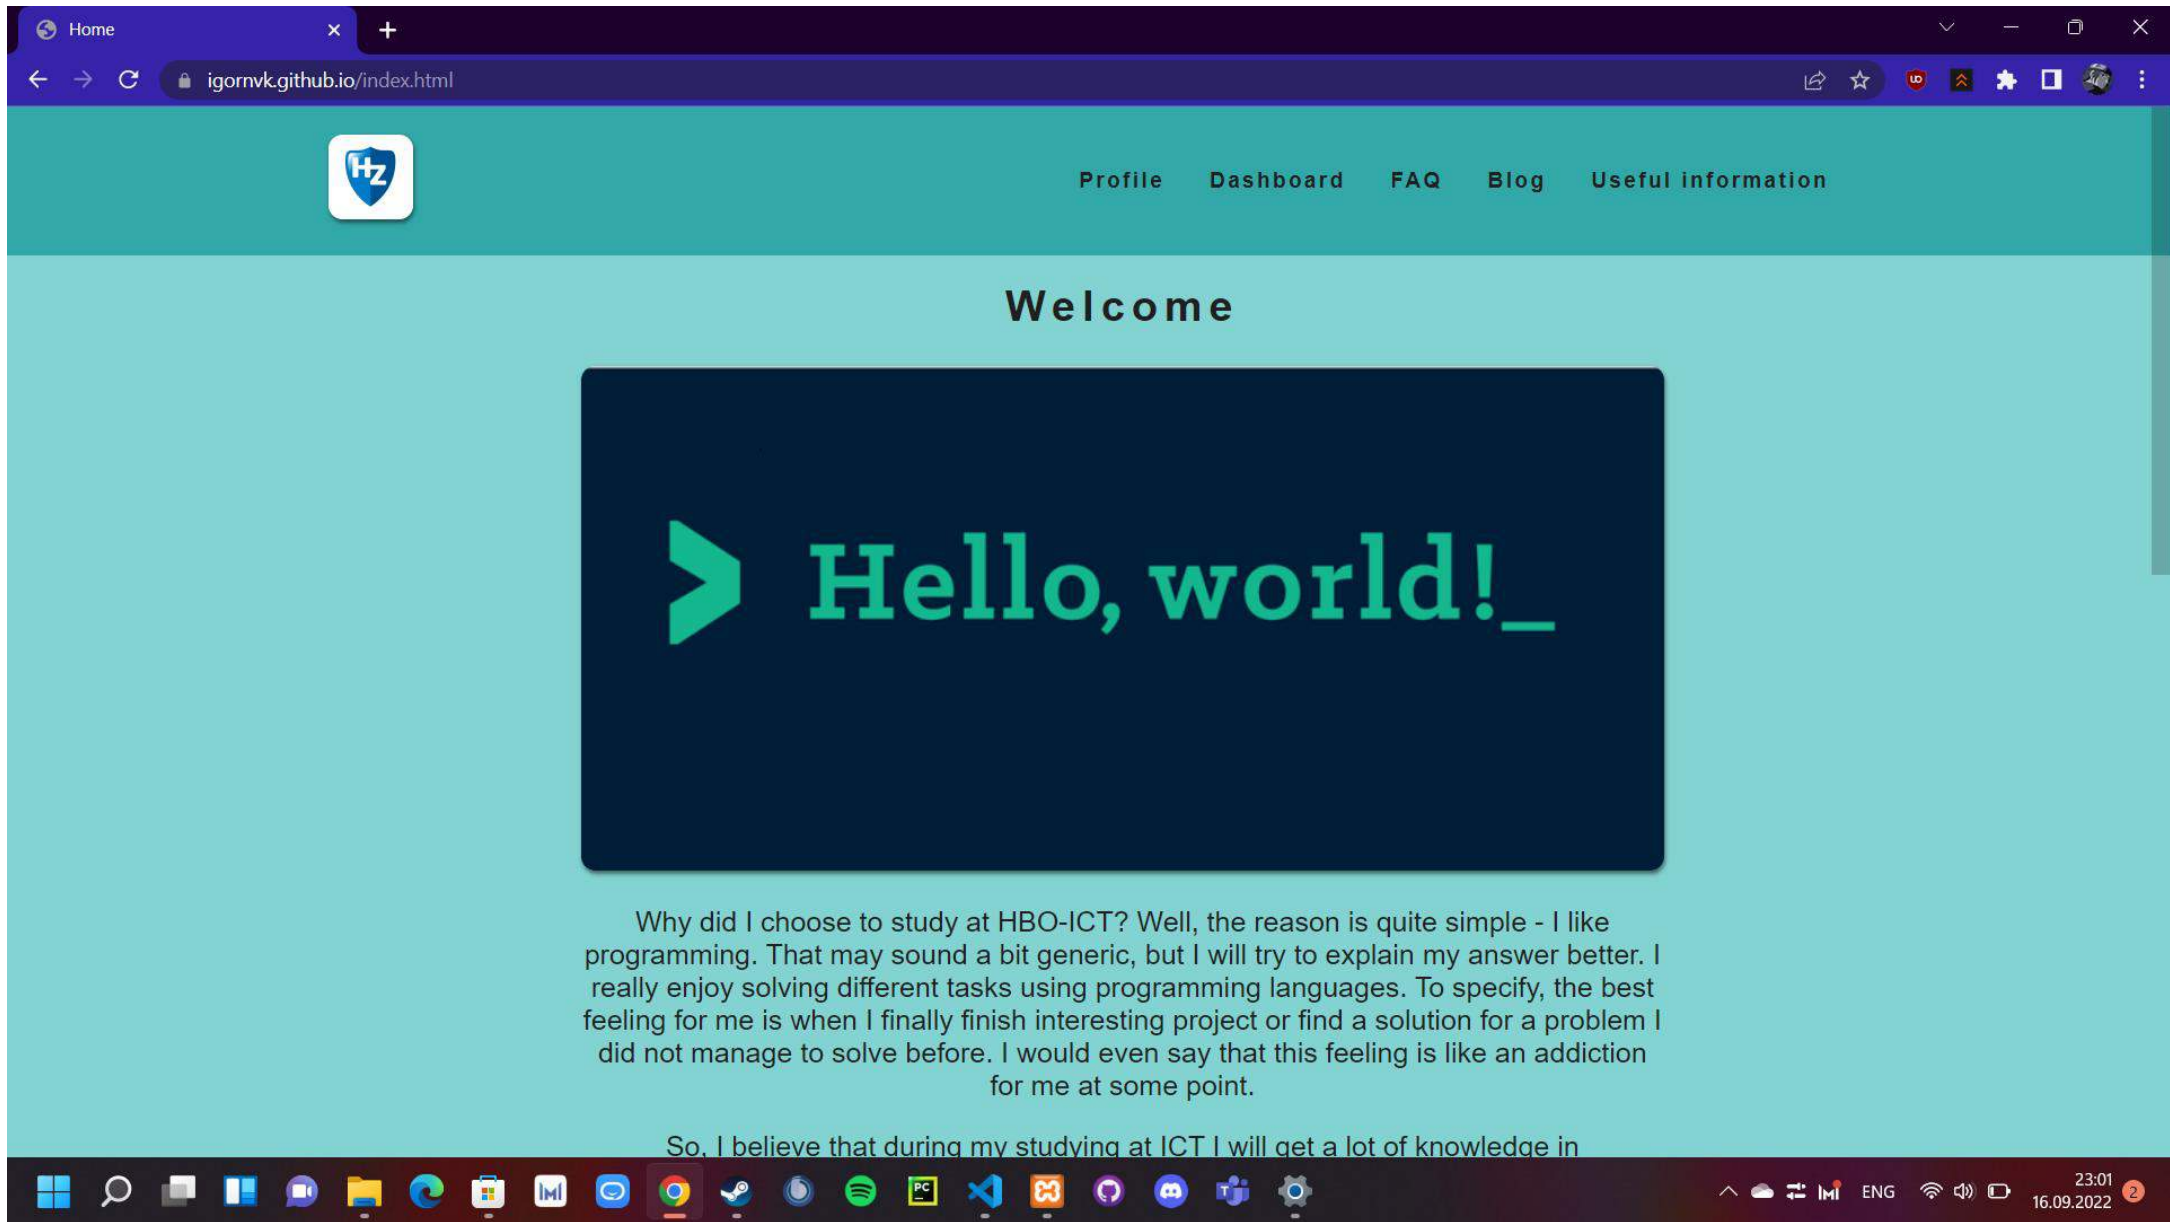 Home
igornvk.github.io/index.html
HZ
Profile Dashboard FAQ Blog Useful information
Welcome
> Hello, world!_
Why did I choose to study at HBO-ICT? Well, the reason is quite simple - I like
programming. That may sound a bit generic, but I will try to explain my answer better. I
really enjoy solving different tasks using programming languages. To specify, the best
feeling for me is when I finally finish interesting project or find a solution for a problem I
did not manage to solve before. I would even say that this feeling is like an addiction
for me at some point.
So, I believe that during my studying at ICT I will get a lot of knowledge in
PC
ENG
23:01
16.09.2022
2